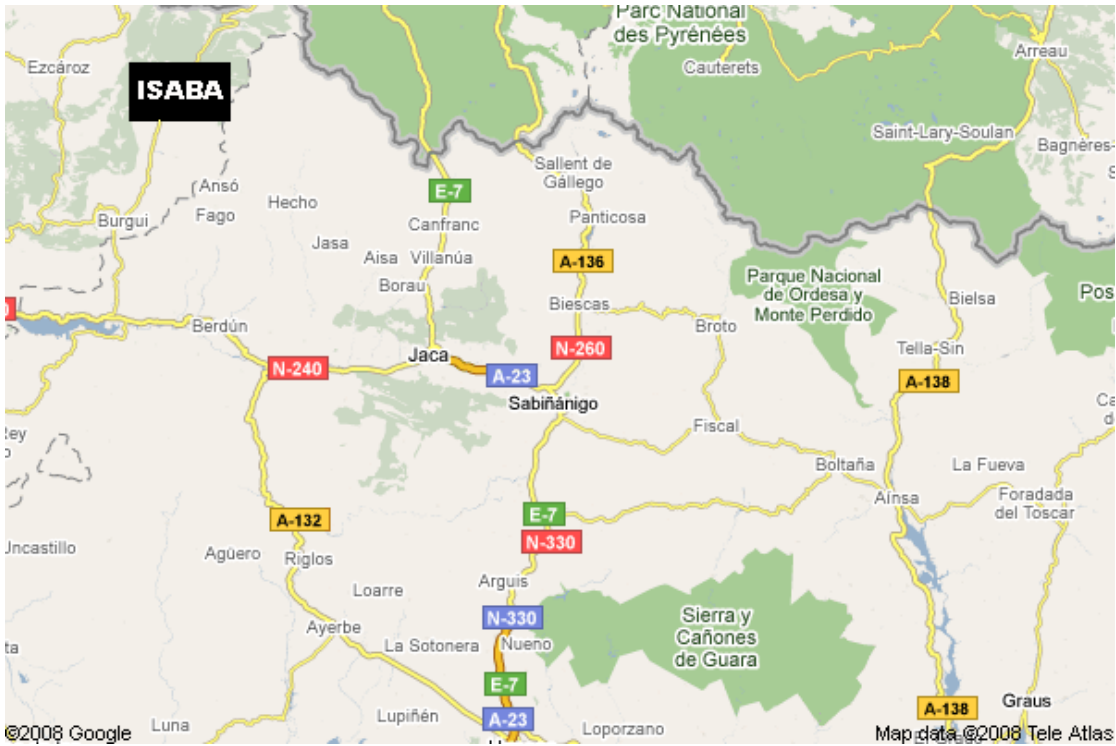 Parc National
des Pyrénées
Ezcároz
ISABA
Cauterets
Arreau
Saint-Lary-Soulan
Bagnères-
Sallent de
Gállego
Ansó
E-7
Hecho
Fago
Burgui
Canfranc
Panticosa
Jasa
Aisa
Villanúa
A-136
Borau
Parque Nacional
de Ordesa y
Monte Perdido
Bielsa
Pos
Biescas
Berdún
Broto
Jaca
N-260
Tella-Sin
N-240
A-23
A-138
Sabiñánigo
Fiscal
Boltaña
La Fueva
Aínsa
Foradada
del Toscar
A-132
E-7
N-330
Uncastillo
Agüero
Riglos
Arguis
Loarre
N-330
Sierra y
Cañones
de Guara
Ayerbe
La Sotonera
Nueno
E-7
Graus
A-138
Luna
Lupiñén
A-23
Loporzano
©2008 Google
Map data ©2008 Tele Atlas